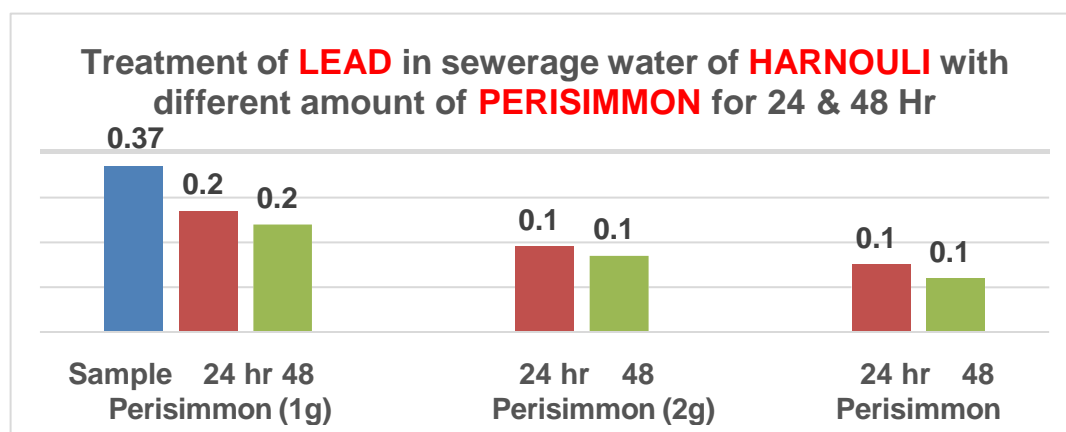 Treatment of LEAD in sewerage water of HARNOULI with
different amount of PERISIMMON for 24 & 48 Hr
0.37
0.2
0.2
0.1
0.1
0.1
0.1
Sample 24 hr 48 24 hr 48 24 hr 48
Perisimmon (1g) Perisimmon (2g) Perisimmon